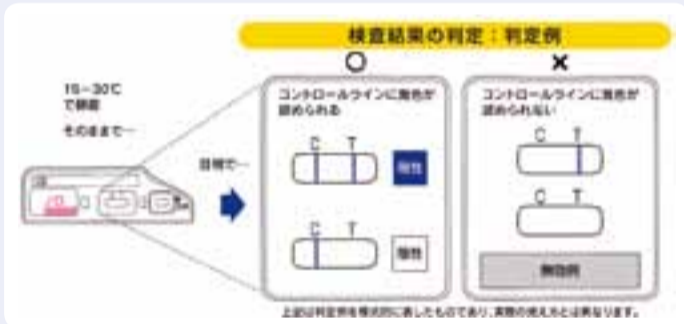 検査結果の判定:判定例
○
×
15-30℃
で静置
そのままで…
目視で…
コントロールラインに発色が
認められる
C T
陽性
C T
陰性
コントロールラインに発色が
認められない
C T
C T
無効例
上記は判定例を模式的に表したものであり、実際の見え方とは異なります。